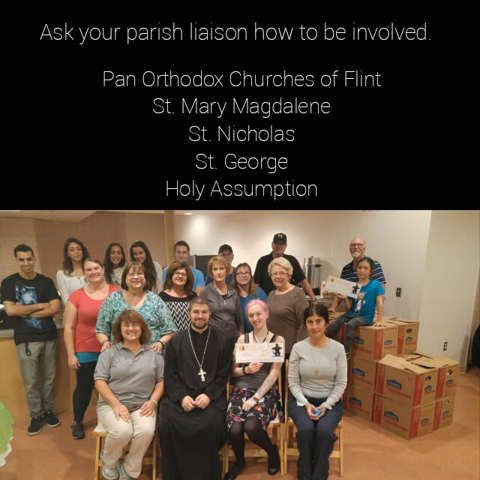 Ask your parish liaison how to be involved.
Pan Orthodox Churches of Flint
St. Mary Magdalene
St. Nicholas
St. George
Holy Assumption